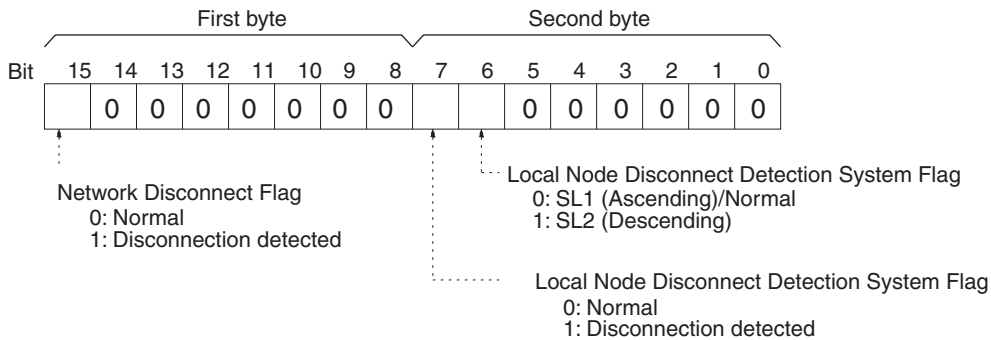 First byte Second byte
Bit 15 14 13 12 11 10 9 8 7 6 5 4 3 2 1 0
0 0 0 0 0 0 0 0 0 0 0 0 0
Local Node Disconnect Detection System Flag
0: SL1 (Ascending)/Normal
1: SL2 (Descending)
Network Disconnect Flag
0: Normal
1: Disconnection detected
Local Node Disconnect Detection System Flag
0: Normal
1: Disconnection detected